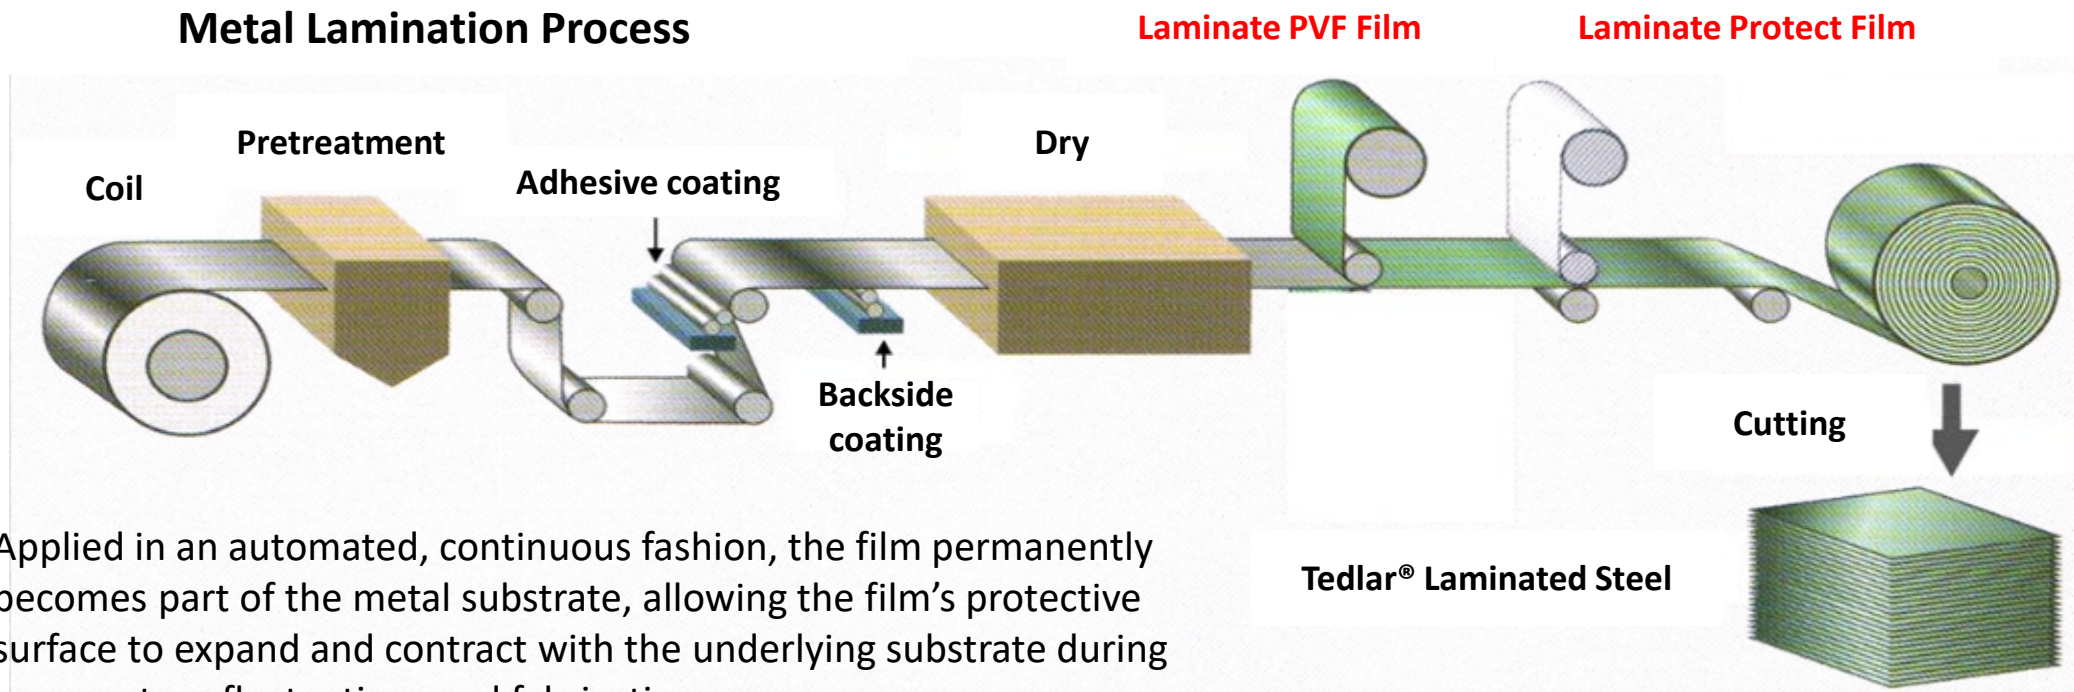 Metal Lamination Process
Laminate PVF Film
Laminate Protect Film
Coil
Pretreatment
Adhesive coating
Dry
Backside
coating
Cutting
Tedlar® Laminated Steel
Applied in an automated, continuous fashion, the film permanently
becomes part of the metal substrate, allowing the film’s protective
surface to expand and contract with the underlying substrate during